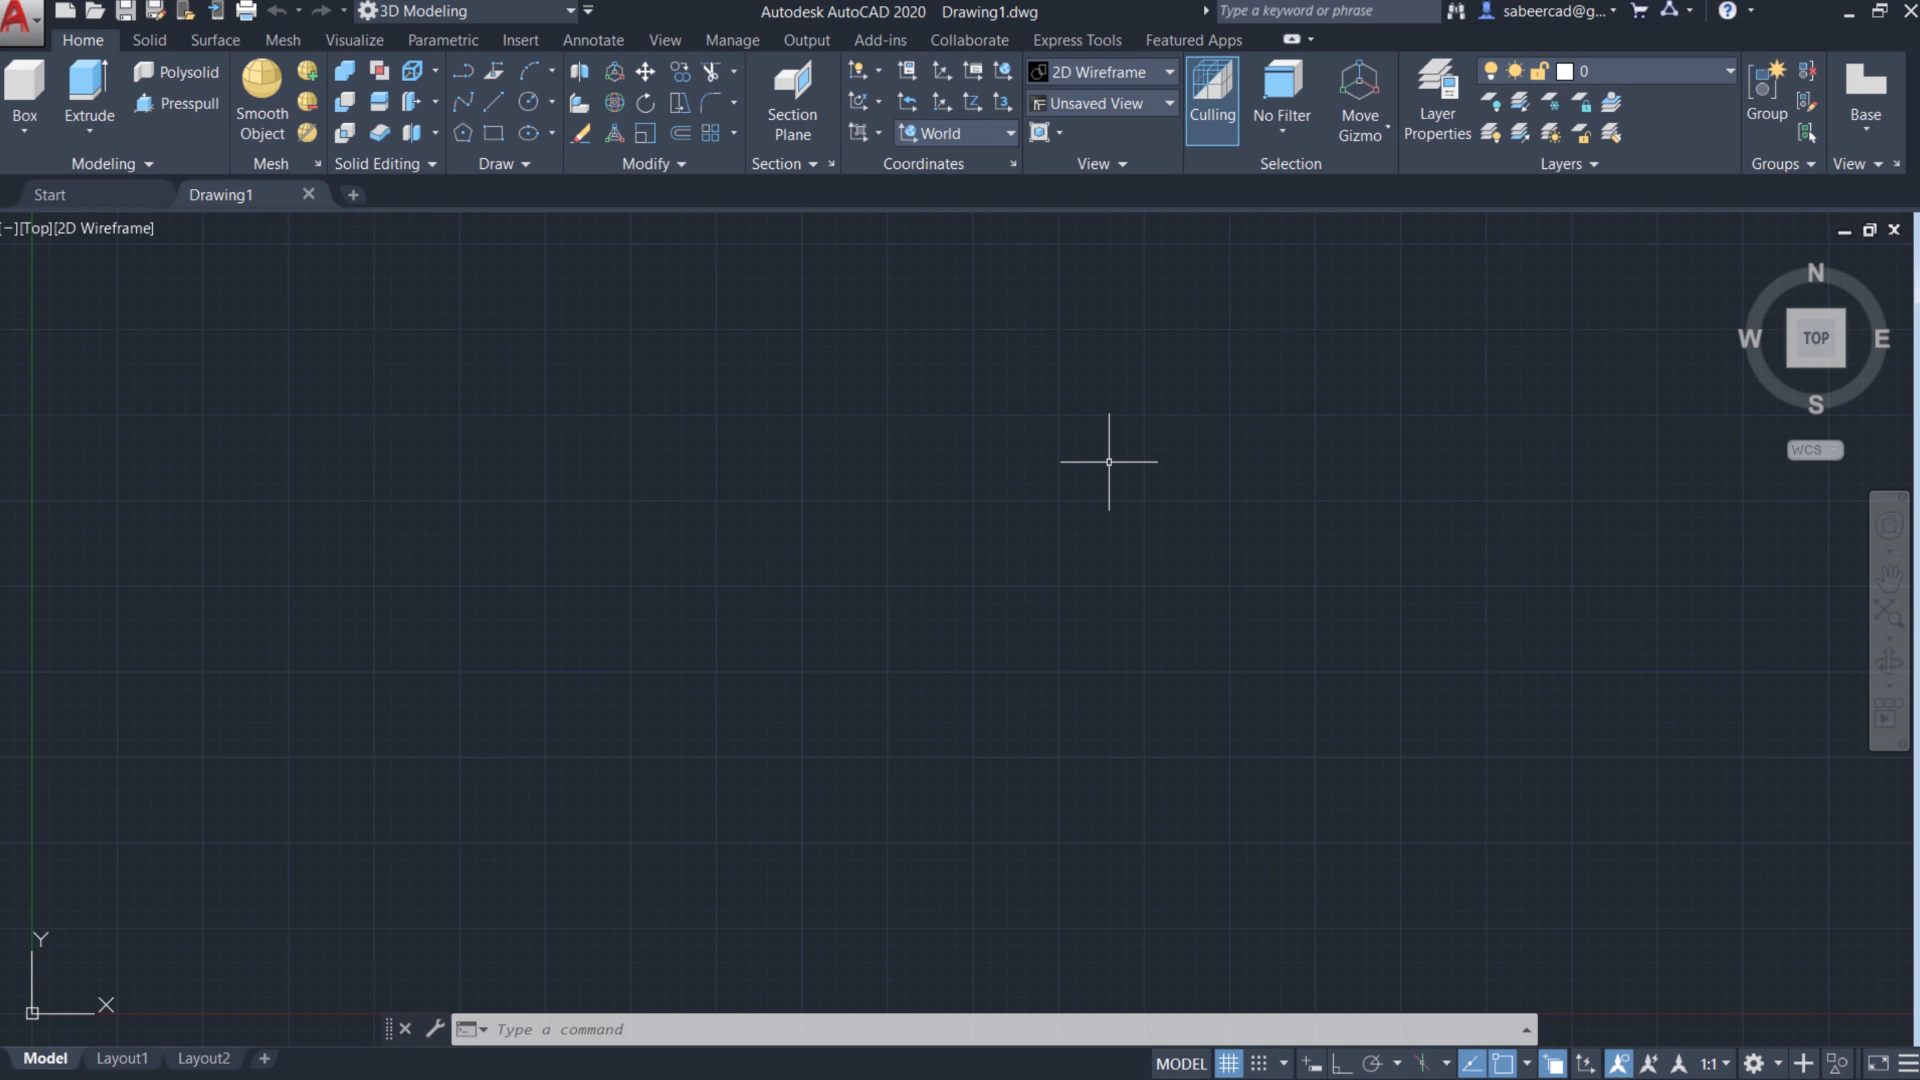 3D Modeling Autodesk AutoCAD 2020 Drawing1.dwg Type a keyword or phrase sabeercad@g...
Home Solid Surface Mesh Visualize Parametric Insert Annotate View Manage Output Add-ins Collaborate Express Tools Featured Apps
Box
Extrude
Polysolid
Presspull
Smooth
Object
Section
Plane
World
2D Wireframe
Unsaved View
Culling
No Filter
Move
Gizmo
Layer
Properties
0
Group
Base
Modeling Mesh Solid Editing Draw Modify Section Coordinates View Selection Layers Groups View
Start Drawing1
[−][Top][2D Wireframe]
N
W TOP E
S
WCS
Y
X
Type a command
Model Layout1 Layout2
MODEL 1:1